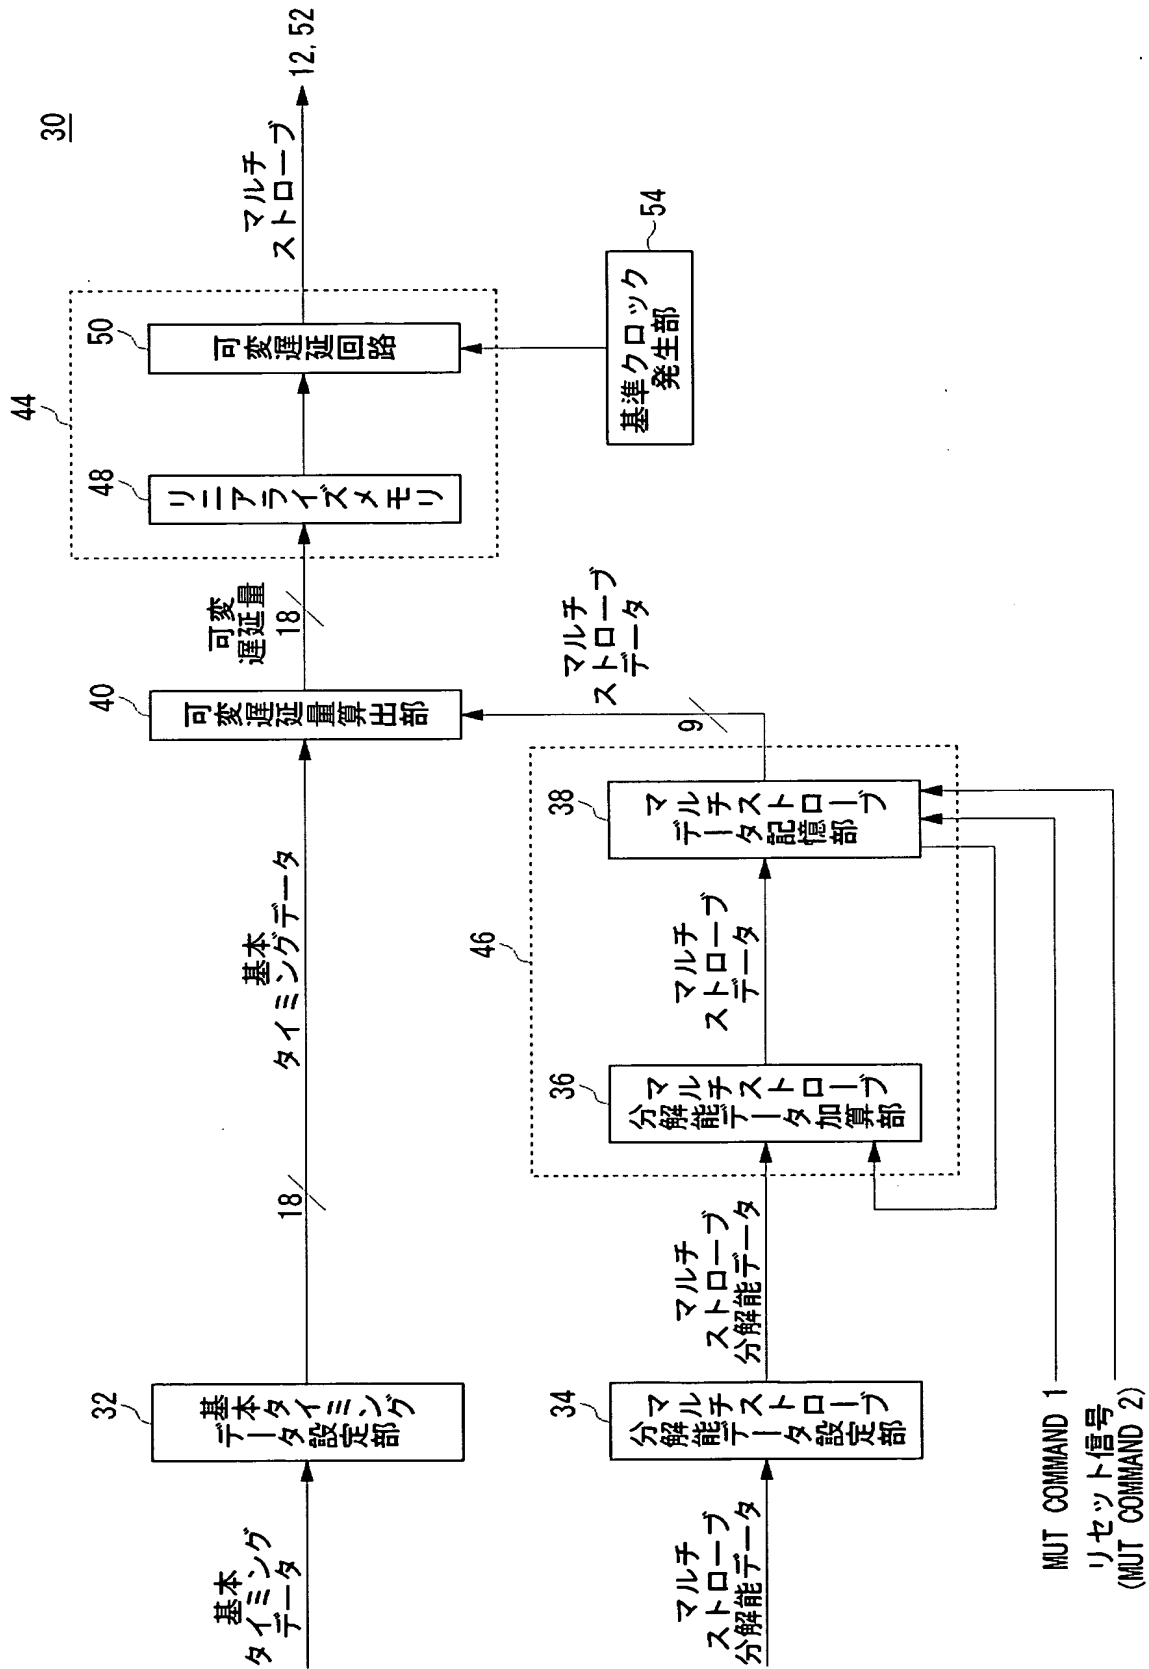 30
基本
タイミング
データ
32
基本タイミング
データ設定部
18
基本
タイミングデータ
40
可変遅延量算出部
可変
遅延量
18
44
48
リニアライズメモリ
50
可変遅延回路
マルチ
ストローブ
12, 52
基準クロック
発生部
54
マルチ
ストローブ
分解能データ
34
マルチストローブ
分解能データ設定部
マルチ
ストローブ
分解能データ
46
36
マルチストローブ
分解能データ加算部
マルチ
ストローブ
データ
38
マルチストローブ
データ記憶部
9
マルチ
ストローブ
データ
MUT COMMAND 1
リセット信号
(MUT COMMAND 2)